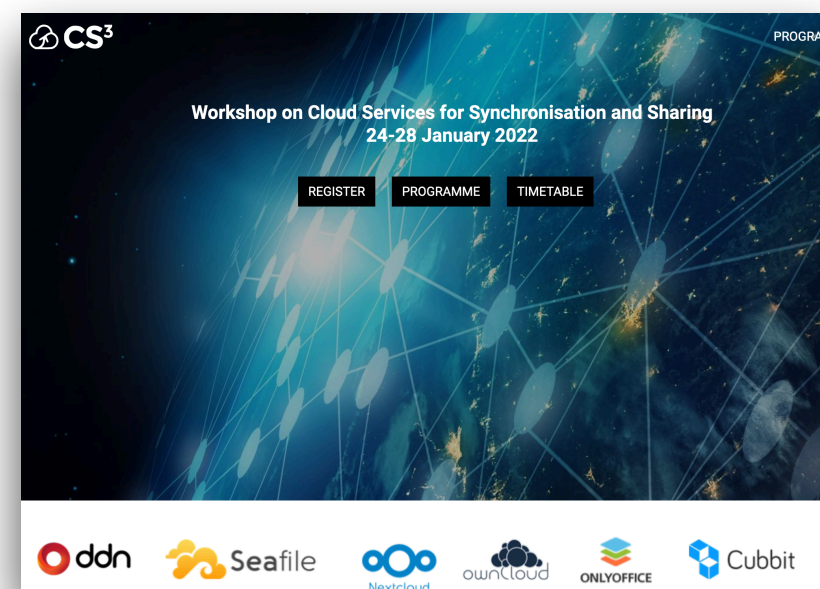 CS³
PROGRA
Workshop on Cloud Services for Synchronisation and Sharing
24-28 January 2022
REGISTER PROGRAMME TIMETABLE
ddn Seafile Nextcloud ownCloud ONLYOFFICE Cubbit